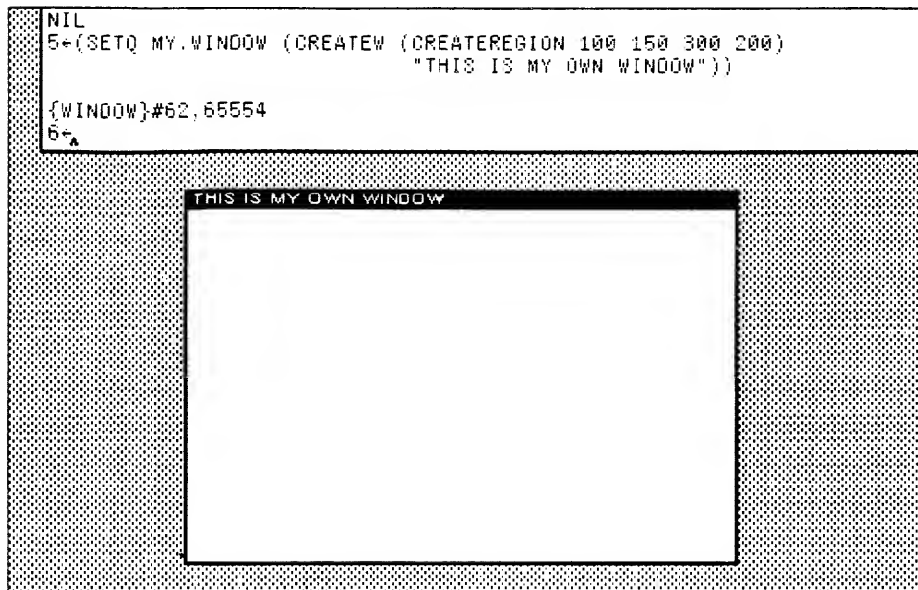 NIL
5←(SETQ MY.WINDOW (CREATEW (CREATEREGION 100 150 300 200)
"THIS IS MY OWN WINDOW"))
{WINDOW}#62,65554
6←
THIS IS MY OWN WINDOW